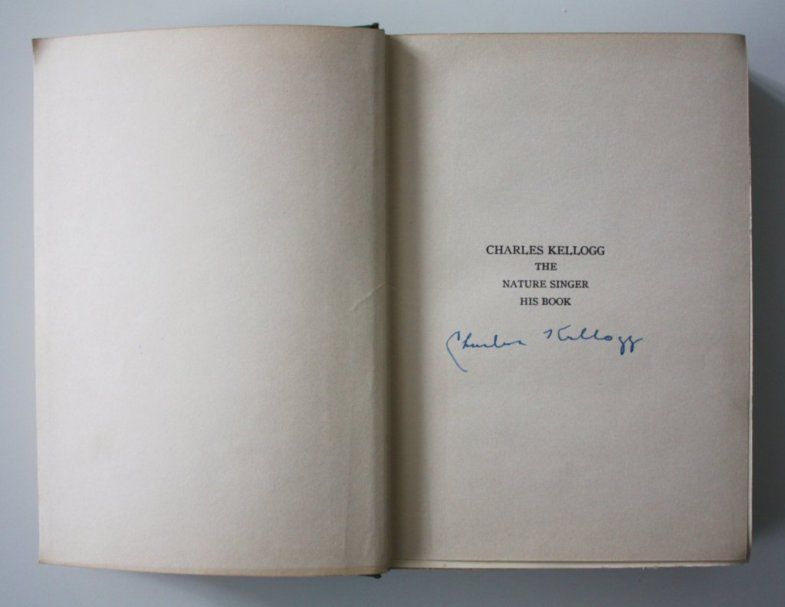 CHARLES KELLOGG
THE
NATURE SINGER
HIS BOOK
Charles Kellogg